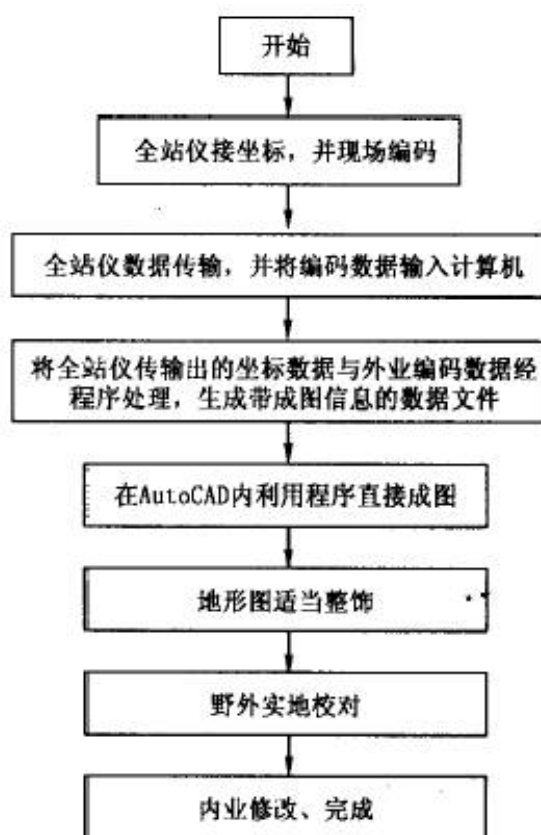 开始
全站仪接坐标，并现场编码
全站仪数据传输，并将编码数据输入计算机
将全站仪传输出的坐标数据与外业编码数据经
程序处理，生成带成图信息的数据文件
在AutoCAD内利用程序直接成图
地形图适当整饰
野外实地校对
内业修改、完成